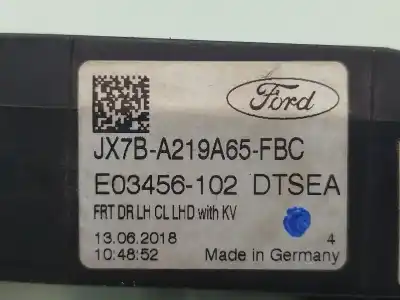 Ford
JX7B-A219A65-FBC
E03456-102 DTSEA
FRT DR LH CL LHD with KV
13.06.2018
4
10:48:52
Made in Germany